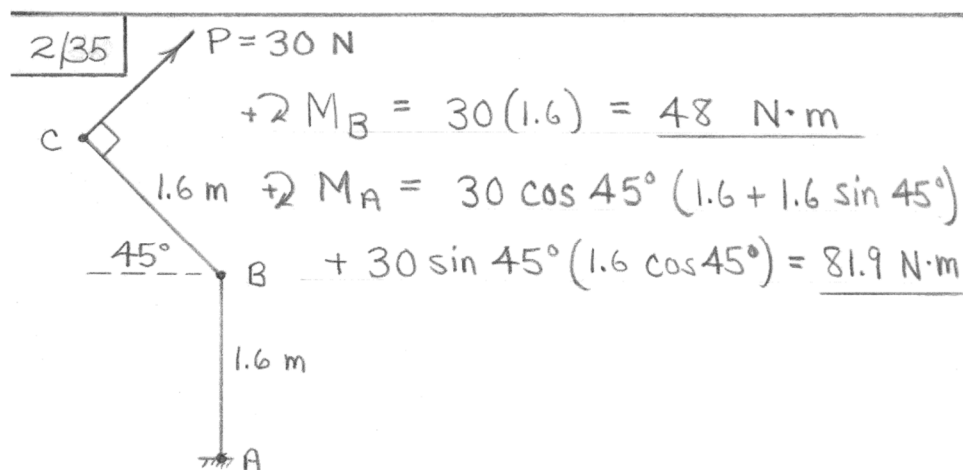 2/35
P = 30 N
+↻ M_B = 30(1.6) = 48 N·m
C
1.6 m
+↻ M_A = 30 cos 45° (1.6 + 1.6 sin 45°)
45°
B
+ 30 sin 45° (1.6 cos 45°) = 81.9 N·m
1.6 m
A